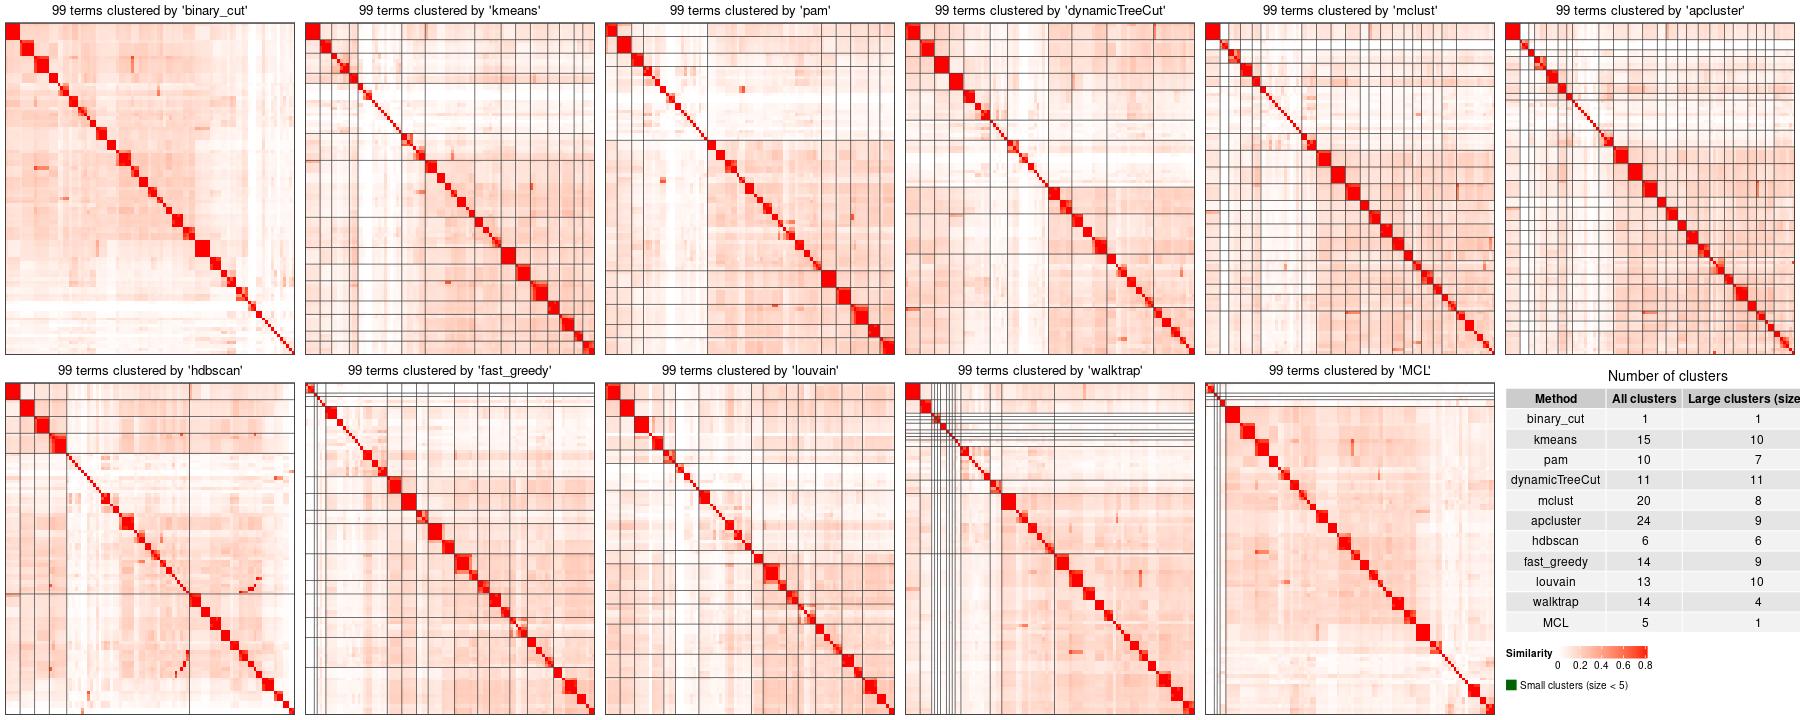 99 terms clustered by 'binary_cut'
99 terms clustered by 'kmeans'
99 terms clustered by 'pam'
99 terms clustered by 'dynamicTreeCut'
99 terms clustered by 'mclust'
99 terms clustered by 'apcluster'
99 terms clustered by 'hdbscan'
99 terms clustered by 'fast_greedy'
99 terms clustered by 'louvain'
99 terms clustered by 'walktrap'
99 terms clustered by 'MCL'
Number of clusters
Method All clusters Large clusters (size
binary_cut 1 1
kmeans 15 10
pam 10 7
dynamicTreeCut 11 11
mclust 20 8
apcluster 24 9
hdbscan 6 6
fast_greedy 14 9
louvain 13 10
walktrap 14 4
MCL 5 1
Similarity
0 0.2 0.4 0.6 0.8
Small clusters (size < 5)